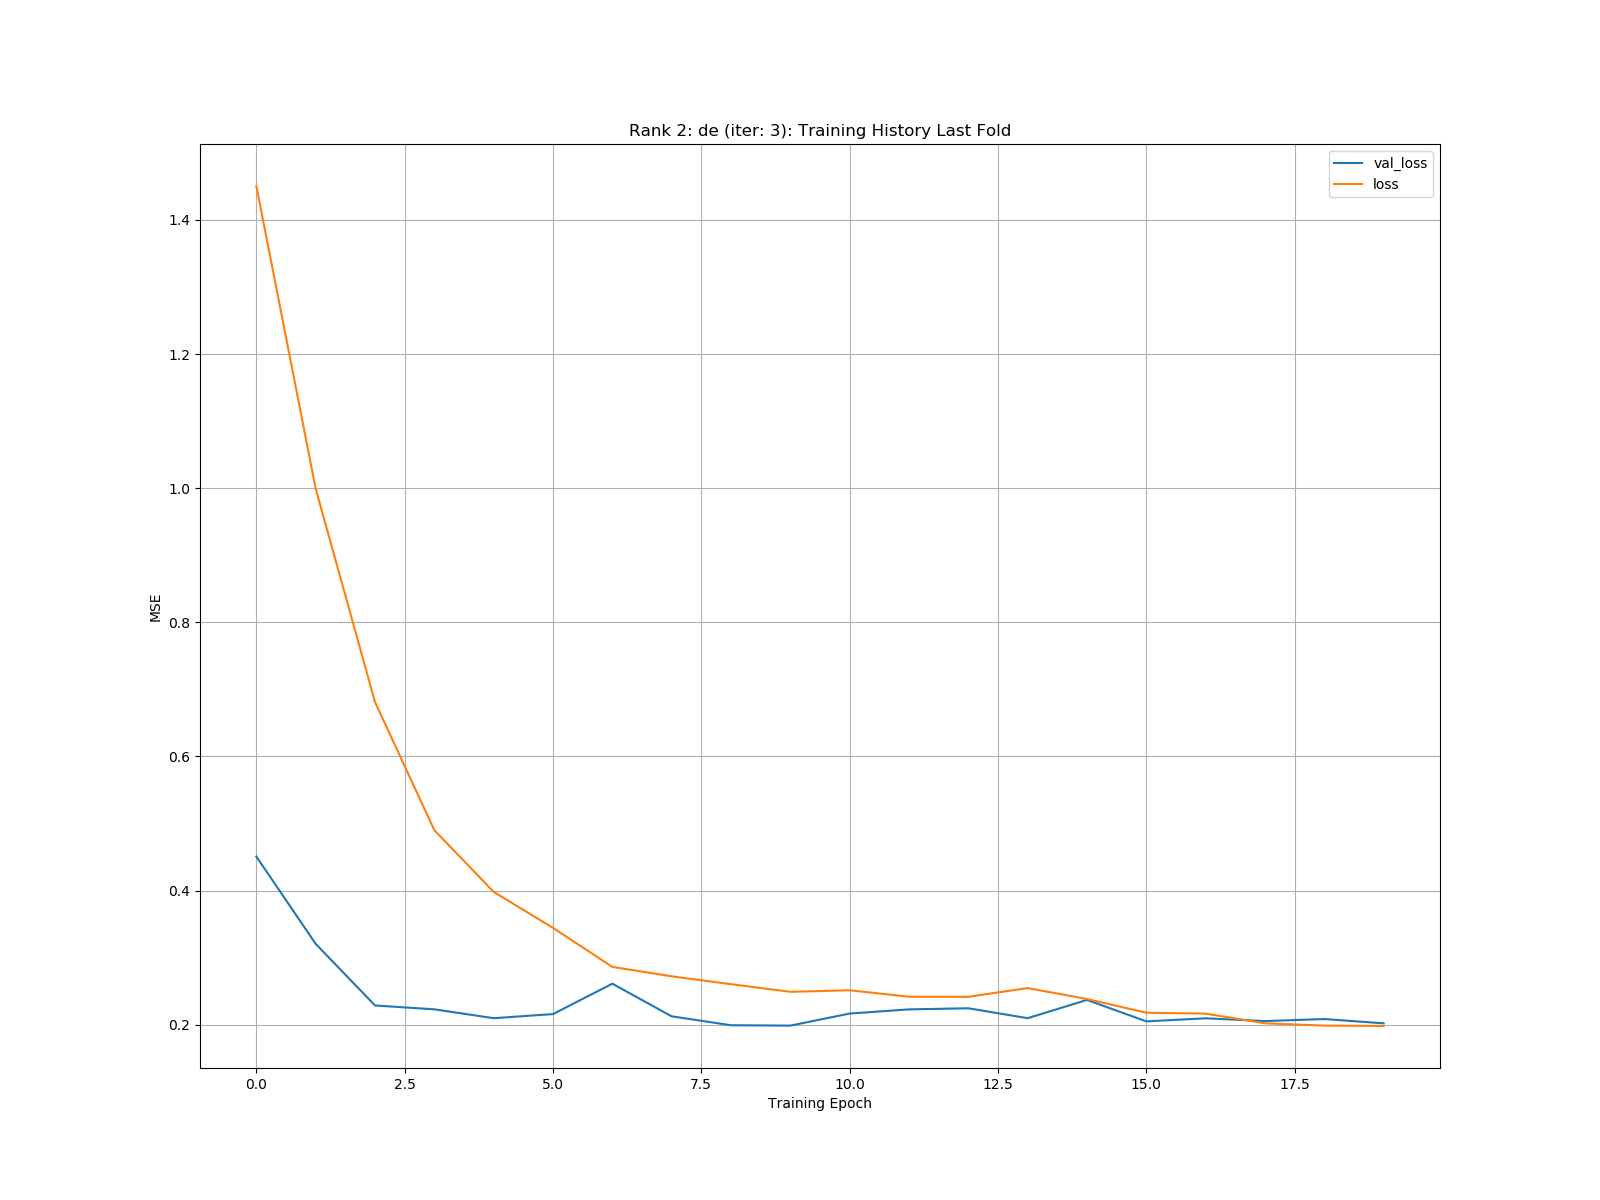 Rank 2: de (iter: 3): Training History Last Fold
val_loss
loss
MSE
1.4
1.2
1.0
0.8
0.6
0.4
0.2
0.0 2.5 5.0 7.5 10.0 12.5 15.0 17.5
Training Epoch